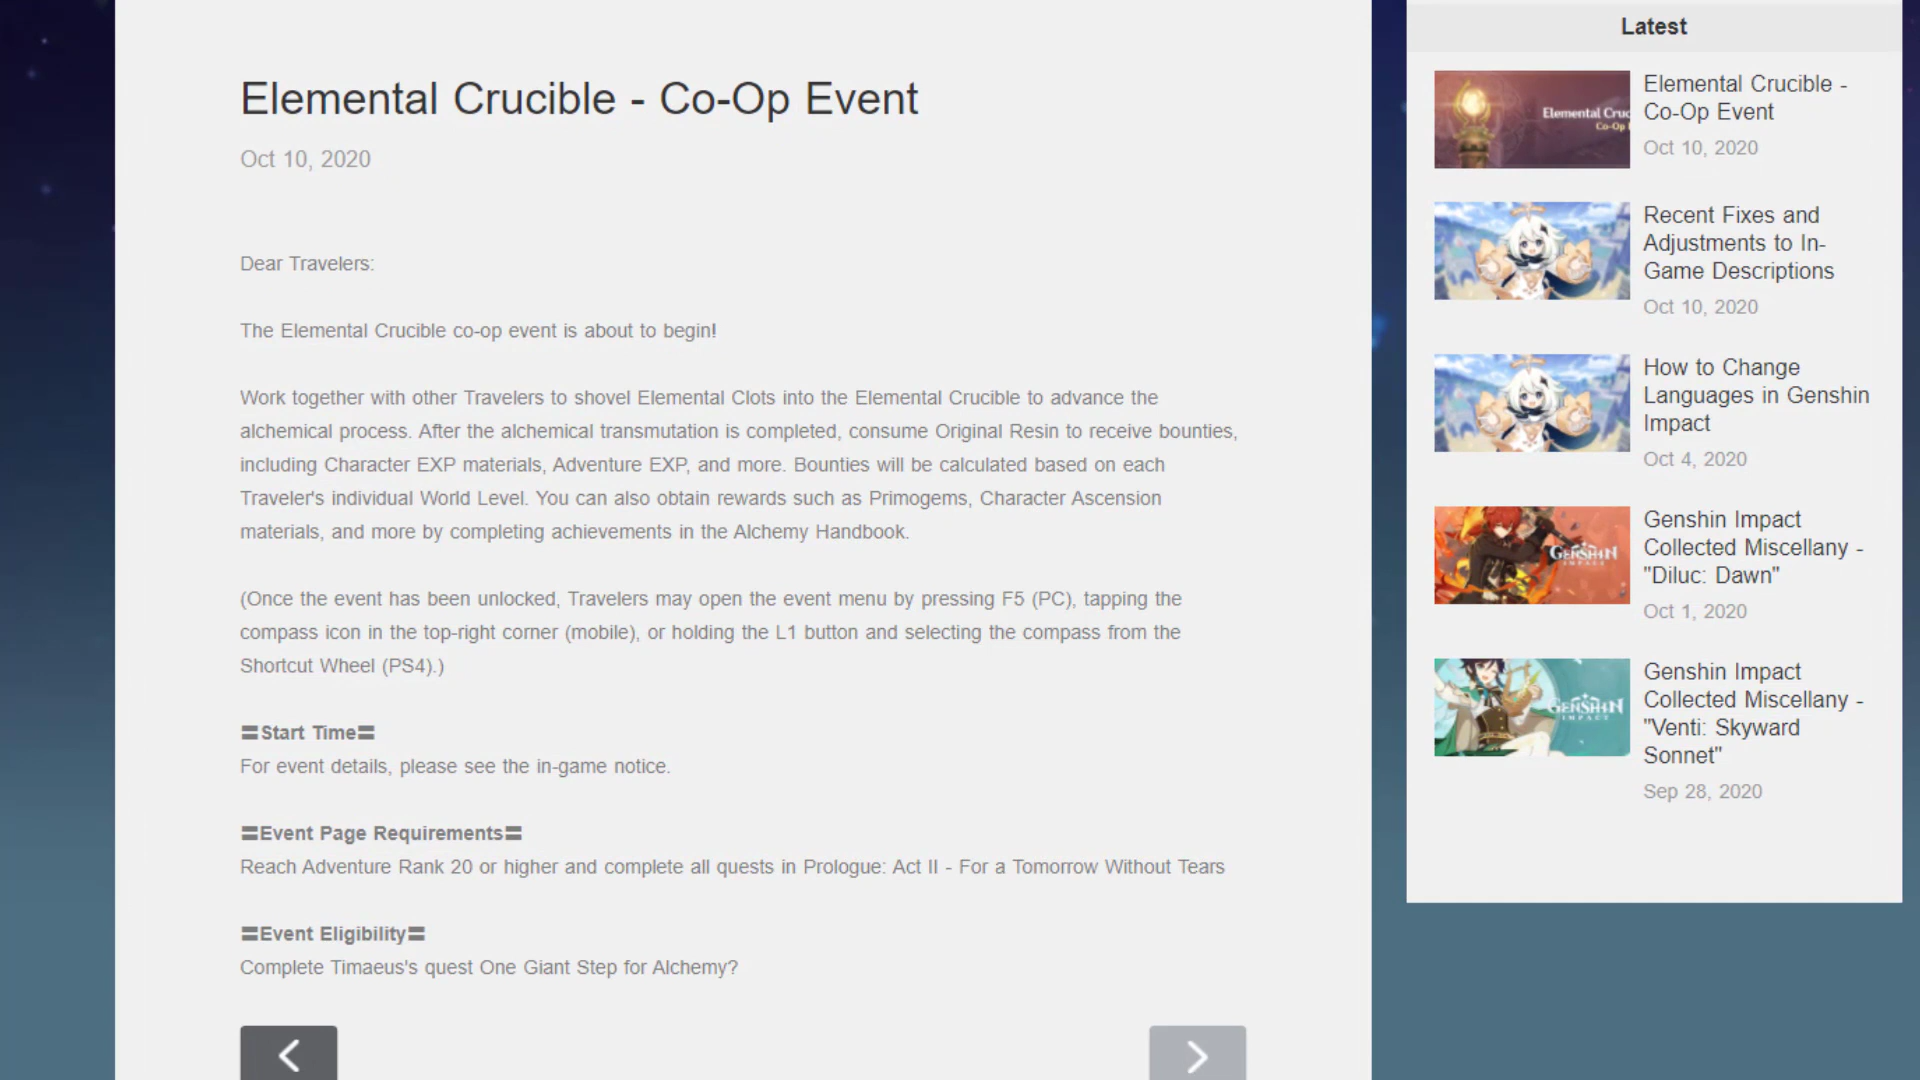 Elemental Crucible - Co-Op Event
Oct 10, 2020
Dear Travelers:
The Elemental Crucible co-op event is about to begin!
Work together with other Travelers to shovel Elemental Clots into the Elemental Crucible to advance the
alchemical process. After the alchemical transmutation is completed, consume Original Resin to receive bounties,
including Character EXP materials, Adventure EXP, and more. Bounties will be calculated based on each
Traveler's individual World Level. You can also obtain rewards such as Primogems, Character Ascension
materials, and more by completing achievements in the Alchemy Handbook.
(Once the event has been unlocked, Travelers may open the event menu by pressing F5 (PC), tapping the
compass icon in the top-right corner (mobile), or holding the L1 button and selecting the compass from the
Shortcut Wheel (PS4).)
〓Start Time〓
For event details, please see the in-game notice.
〓Event Page Requirements〓
Reach Adventure Rank 20 or higher and complete all quests in Prologue: Act II - For a Tomorrow Without Tears
〓Event Eligibility〓
Complete Timaeus's quest One Giant Step for Alchemy?
Latest
Elemental Cruc
Co-Op
Elemental Crucible -
Co-Op Event
Oct 10, 2020
Recent Fixes and
Adjustments to In-
Game Descriptions
Oct 10, 2020
How to Change
Languages in Genshin
Impact
Oct 4, 2020
GENSHIN
IMPACT
Genshin Impact
Collected Miscellany -
"Diluc: Dawn"
Oct 1, 2020
GENSHIN
IMPACT
Genshin Impact
Collected Miscellany -
"Venti: Skyward
Sonnet"
Sep 28, 2020